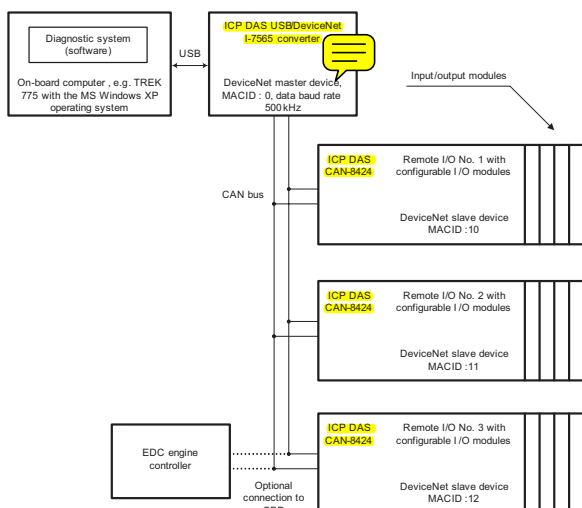 Diagnostic system
(software)
On-board computer , e.g. TREK
775 with the MS Windows XP
operating system
USB
ICP DAS USB/DeviceNet
I-7565 converter
DeviceNet master device,
MACID : 0, data baud rate
500 kHz
Input/output modules
CAN bus
ICP DAS
CAN-8424
Remote I/O No. 1 with
configurable I /O modules
DeviceNet slave device
MACID :10
ICP DAS
CAN-8424
Remote I/O No. 2 with
configurable I /O modules
DeviceNet slave device
MACID :11
ICP DAS
CAN-8424
Remote I/O No. 3 with
configurable I /O modules
DeviceNet slave device
MACID :12
EDC engine
controller
Optional
connection to